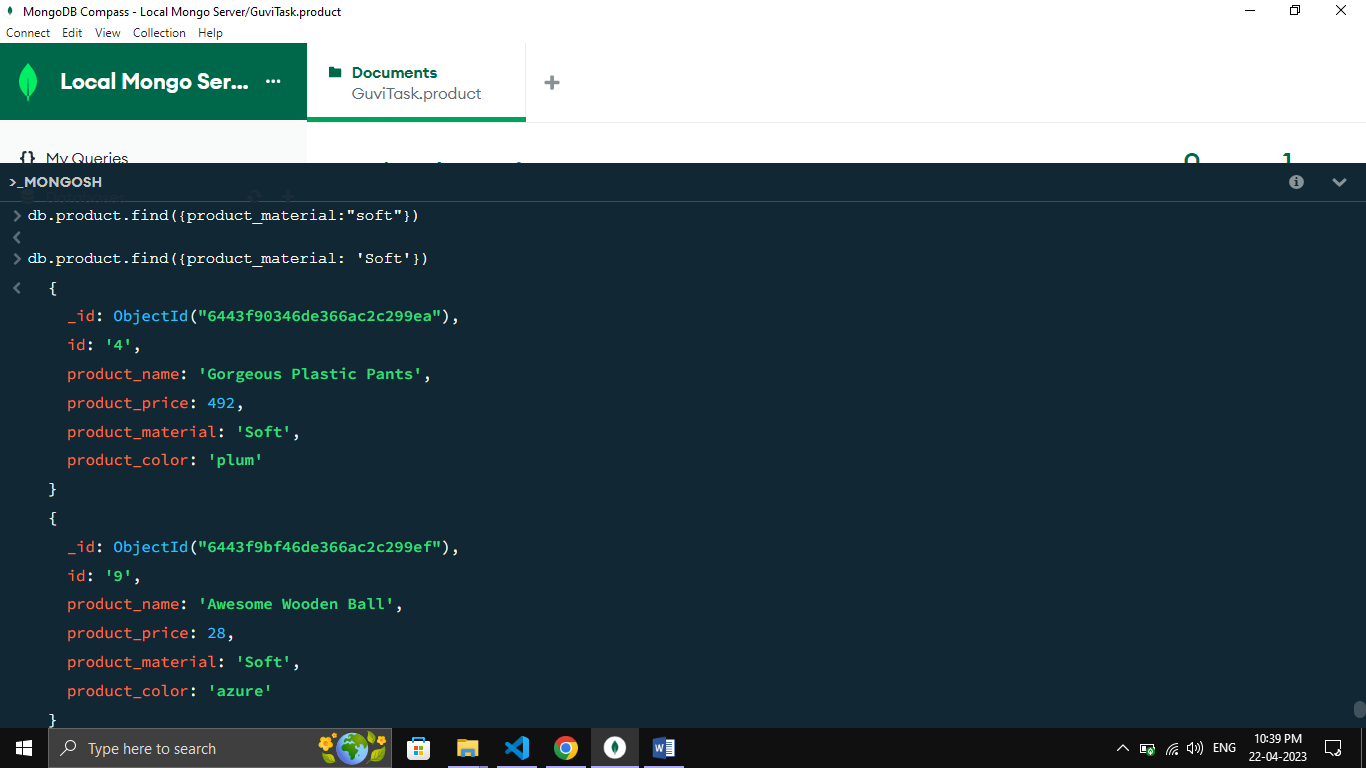 MongoDB Compass - Local Mongo Server/GuviTask.product
Connect Edit View Collection Help
Local Mongo Ser... ...
Documents
GuviTask.product
{} My Queries
>_MONGOSH
> db.product.find({product_material:"soft"})
<
> db.product.find({product_material: 'Soft'})
< {
_id: ObjectId("6443f90346de366ac2c299ea"),
id: '4',
product_name: 'Gorgeous Plastic Pants',
product_price: 492,
product_material: 'Soft',
product_color: 'plum'
}
{
_id: ObjectId("6443f9bf46de366ac2c299ef"),
id: '9',
product_name: 'Awesome Wooden Ball',
product_price: 28,
product_material: 'Soft',
product_color: 'azure'
}
Type here to search
ENG
10:39 PM
22-04-2023